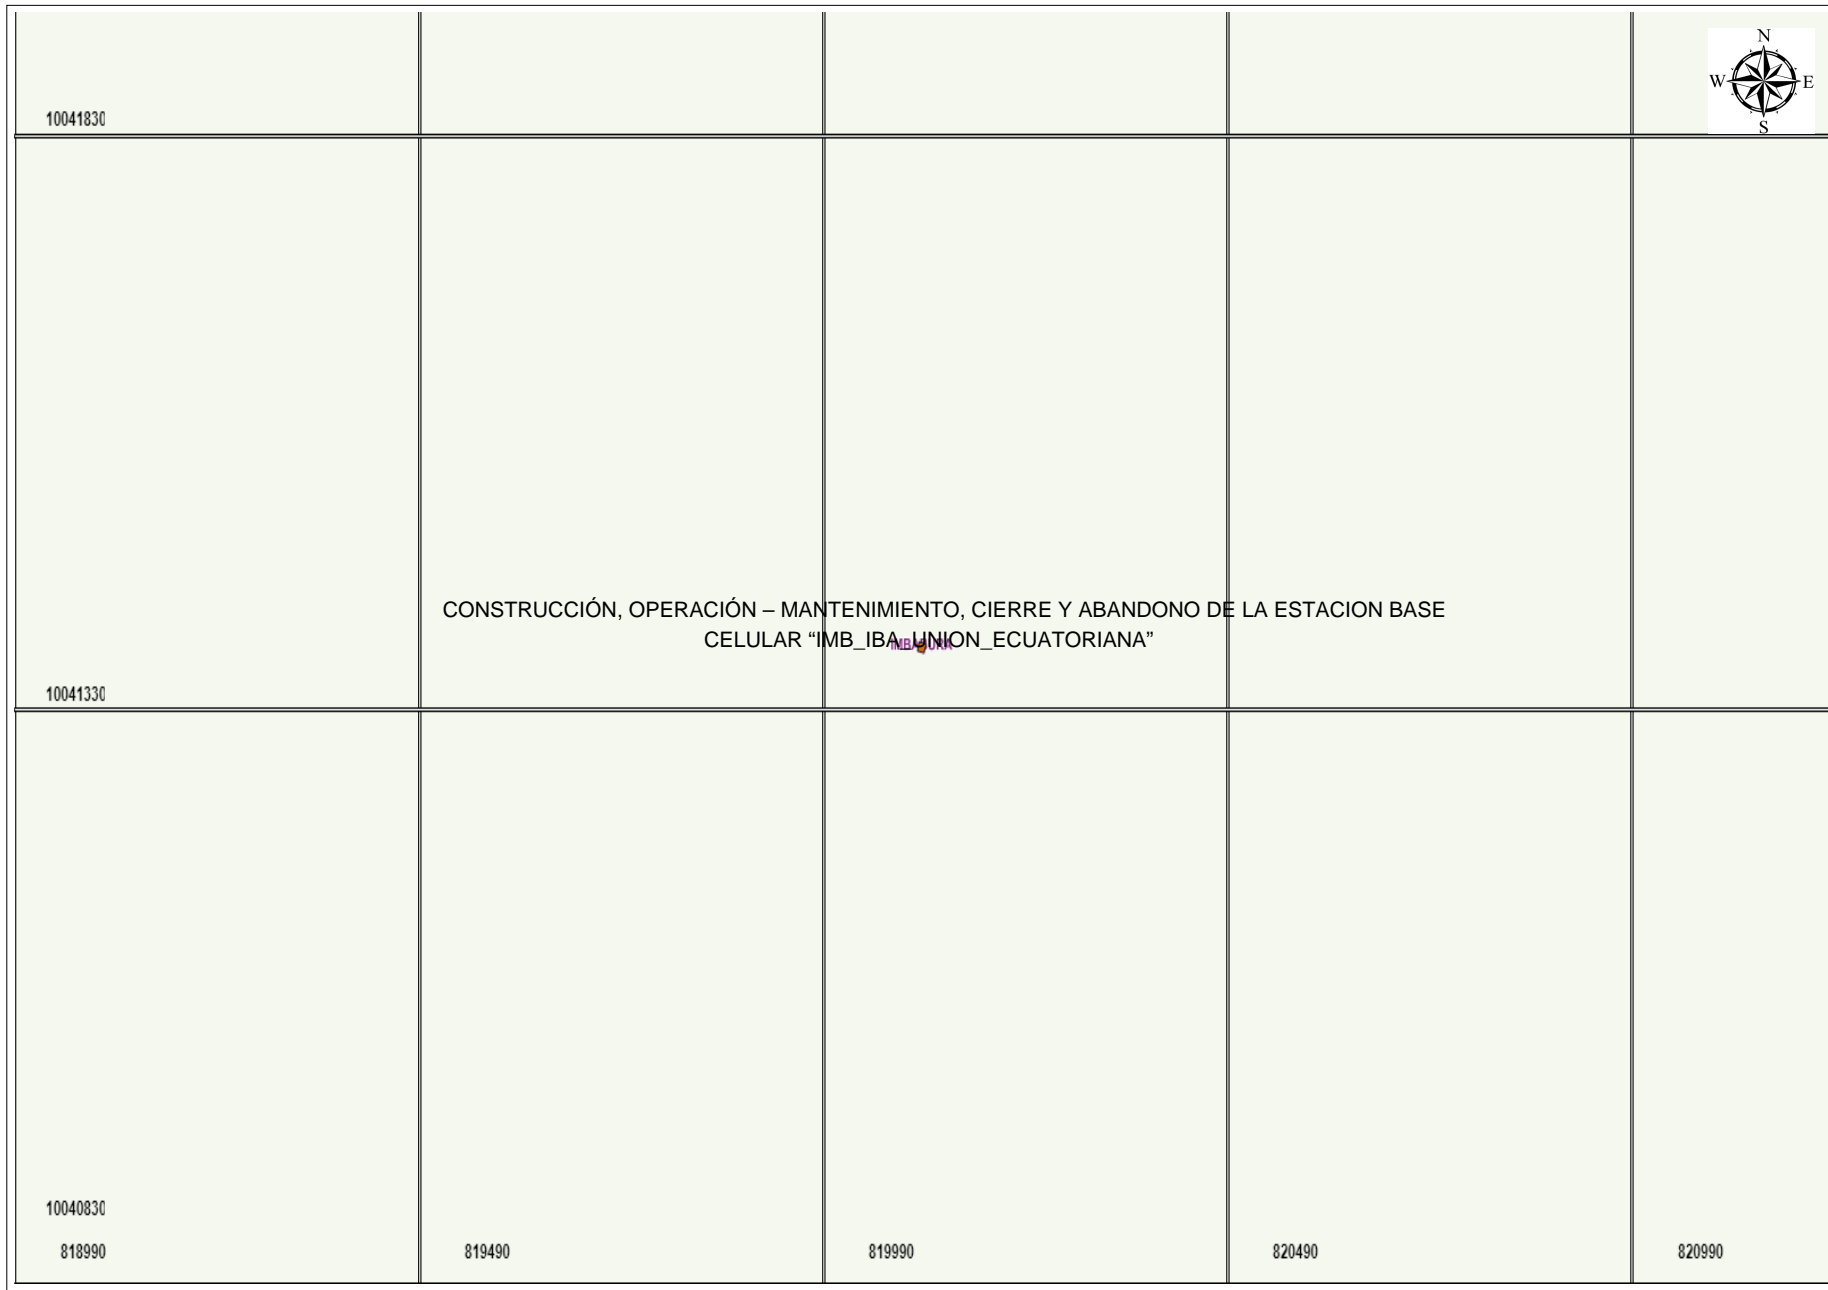 N
W E
S
10041830
CONSTRUCCIÓN, OPERACIÓN – MANTENIMIENTO, CIERRE Y ABANDONO DE LA ESTACION BASE
CELULAR “IMB_IBA_UNION_ECUATORIANA”
10041330
10040830
818990 819490 819990 820490 820990